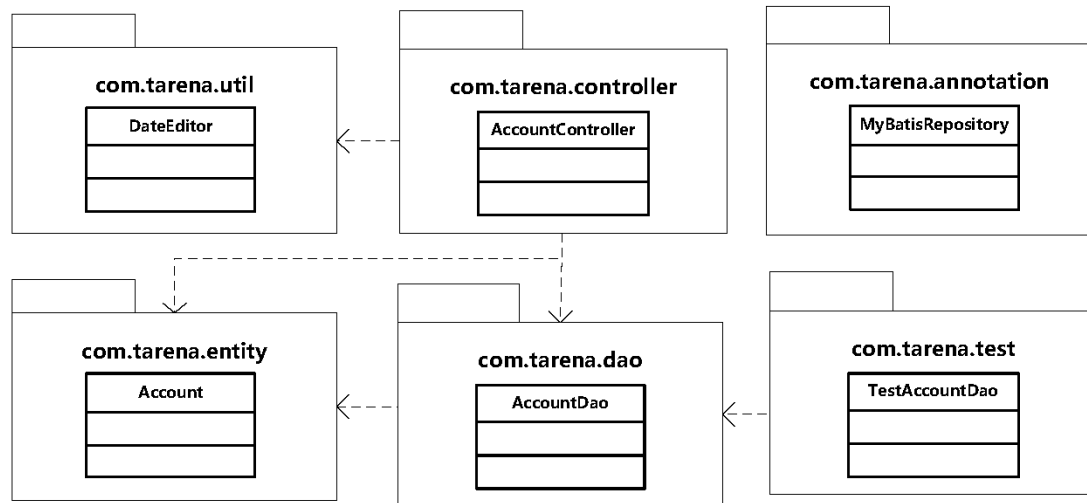 com.tarena.util
DateEditor
com.tarena.controller
AccountController
com.tarena.annotation
MyBatisRepository
com.tarena.entity
Account
com.tarena.dao
AccountDao
com.tarena.test
TestAccountDao